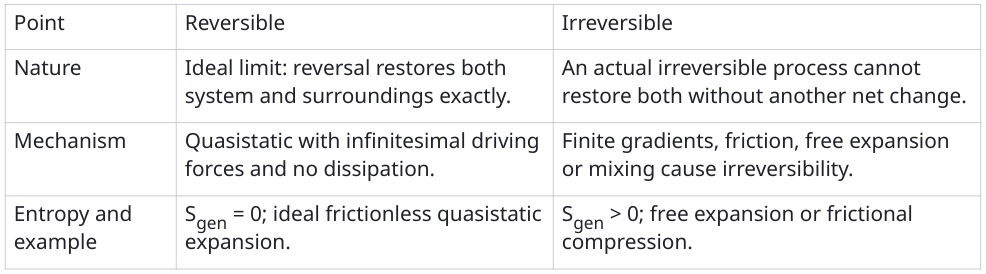 Point Reversible Irreversible
Nature Ideal limit: reversal restores both An actual irreversible process cannot
system and surroundings exactly. restore both without another net change.
Mechanism Quasistatic with infinitesimal driving Finite gradients, friction, free expansion
forces and no dissipation. or mixing cause irreversibility.
Entropy and S_gen = 0; ideal frictionless quasistatic S_gen > 0; free expansion or frictional
example expansion. compression.